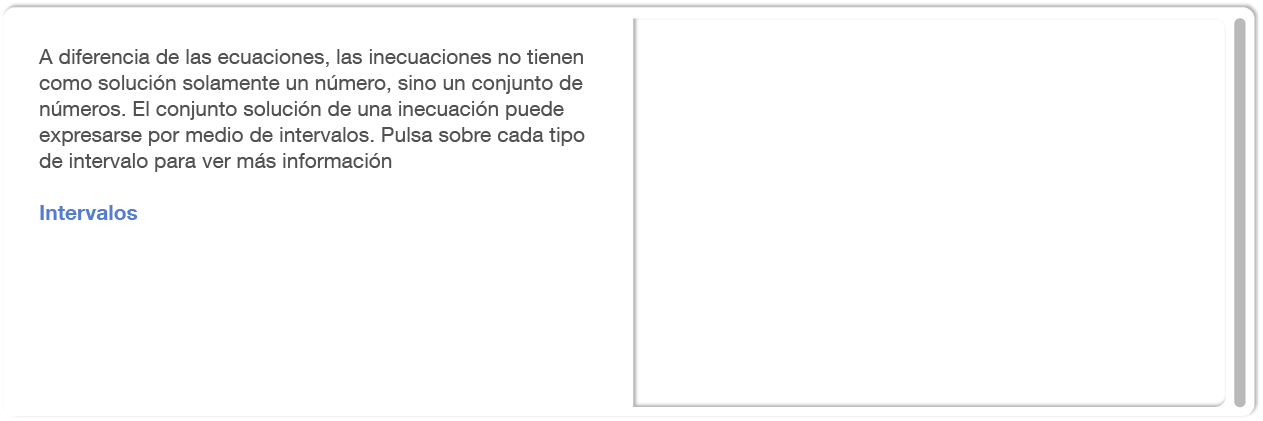 A diferencia de las ecuaciones, las inecuaciones no tienen
como solución solamente un número, sino un conjunto de
números. El conjunto solución de una inecuación puede
expresarse por medio de intervalos. Pulsa sobre cada tipo
de intervalo para ver más información
Intervalos